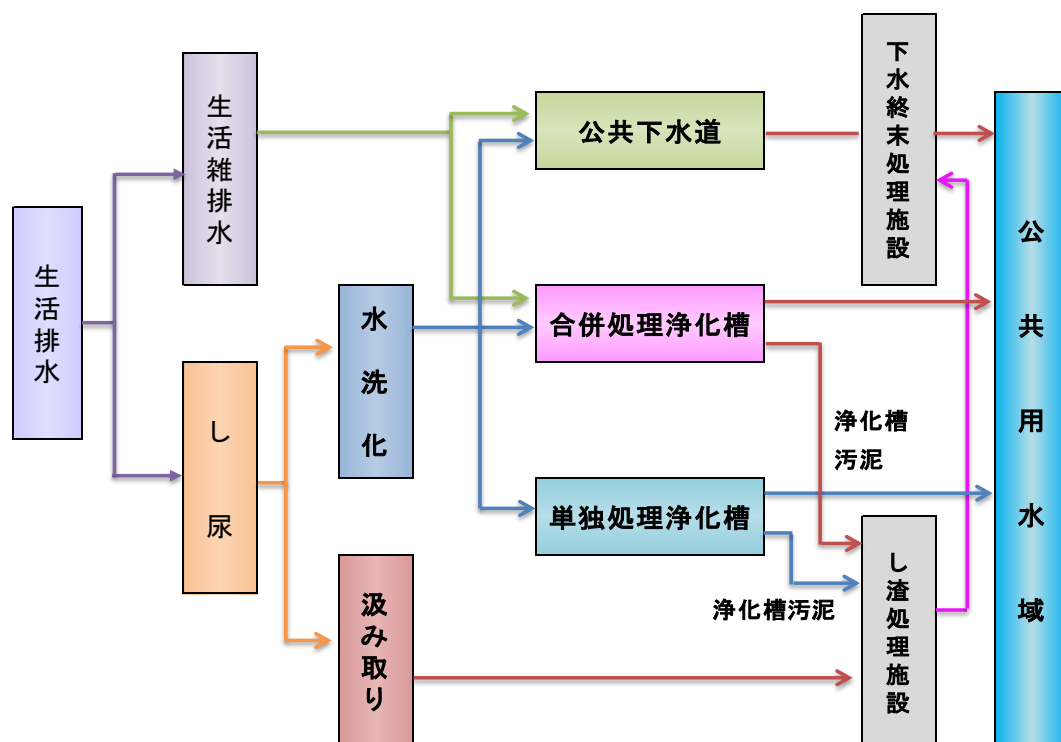 生活排水
生活雑排水
し尿
水洗化
汲み取り
公共下水道
合併処理浄化槽
単独処理浄化槽
浄化槽
汚泥
浄化槽汚泥
下水終末処理施設
し渣処理施設
公共用水域